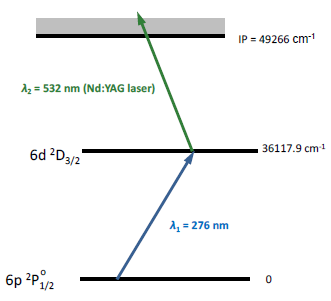 IP = 49266 cm⁻¹
λ₂ = 532 nm (Nd:YAG laser)
36117.9 cm⁻¹
6d ²D₃/₂
λ₁ = 276 nm
6p ²P°₁/₂
0